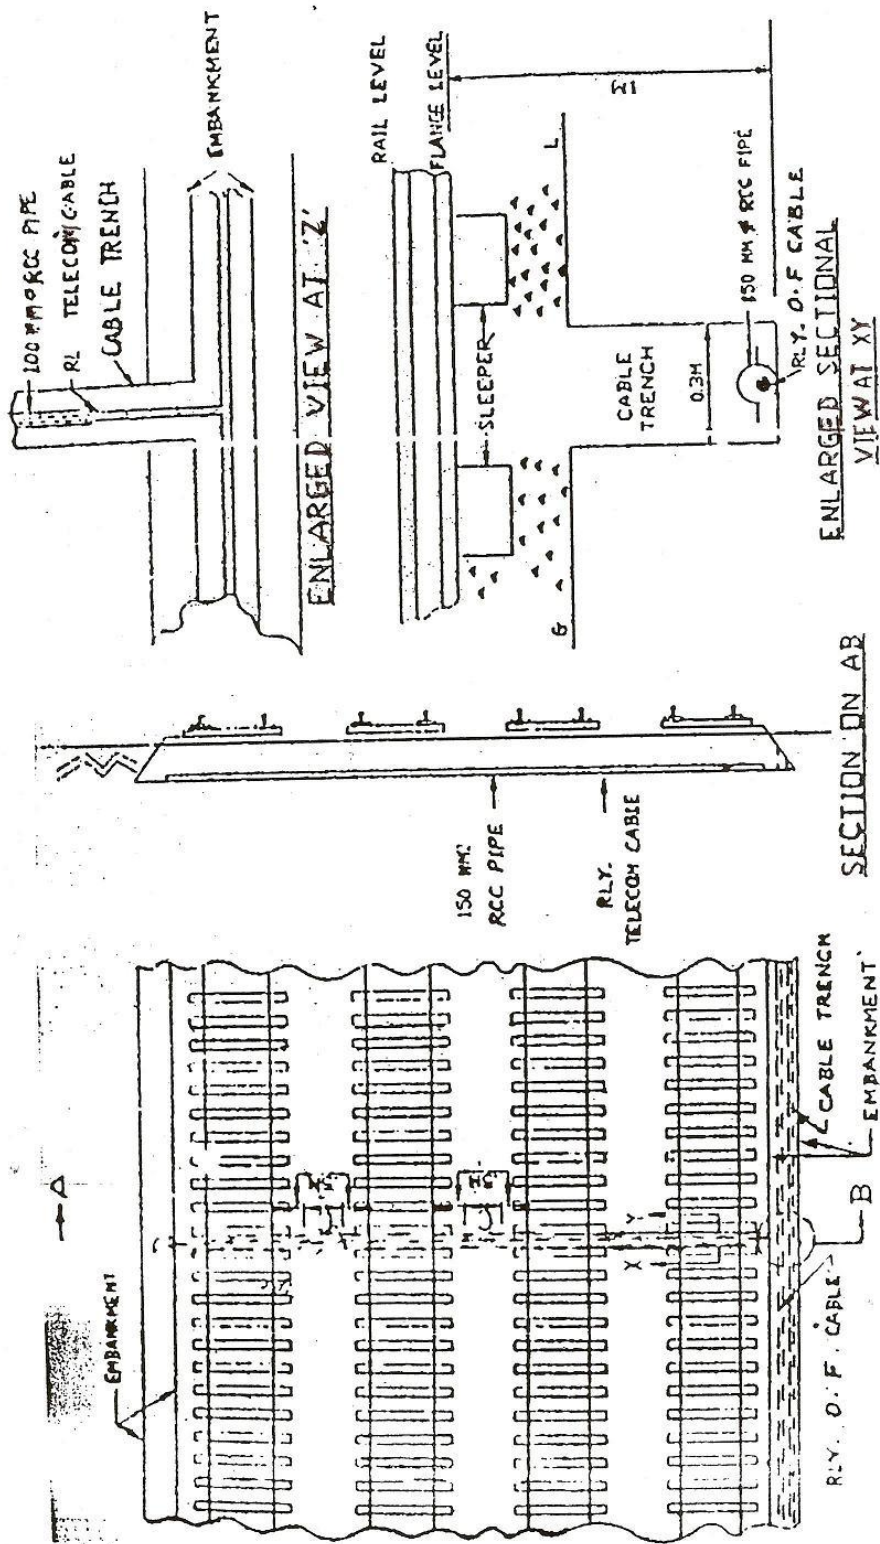 100 MM Φ RCC PIPE
RL TELECOM CABLE
CABLE TRENCH
EMBANKMENT
ENLARGED VIEW AT 'Z'
RAIL LEVEL
FLANGE LEVEL
SLEEPER
G L
CABLE
TRENCH
0.3M
150 MM Φ RCC PIPE
RLY. O.F CABLE
ENLARGED SECTIONAL
VIEW AT XY
150 MM
RCC PIPE
RLY.
TELECOM CABLE
SECTION ON AB
A
EMBANKMENT
X Y
B
RLY. O.F. CABLE
CABLE TRENCH
EMBANKMENT